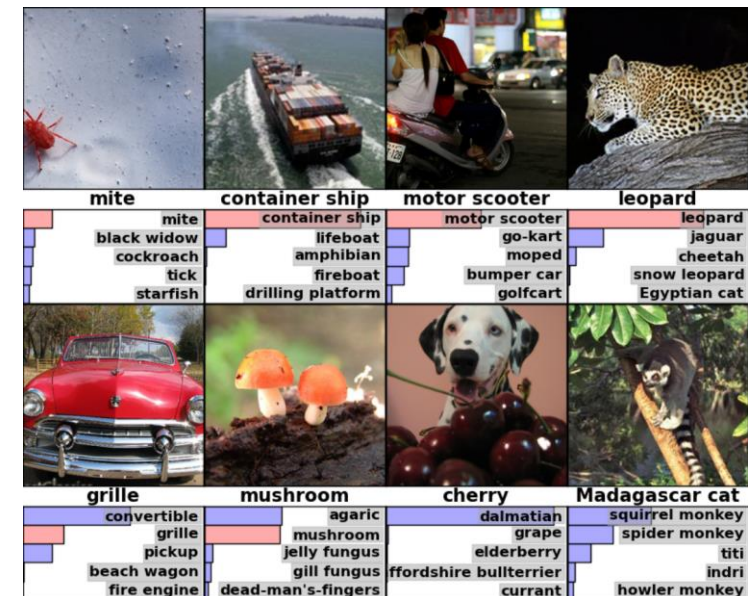 mite
container ship
motor scooter
leopard
mite
black widow
cockroach
tick
starfish
container ship
lifeboat
amphibian
fireboat
drilling platform
motor scooter
go-kart
moped
bumper car
golfcart
leopard
jaguar
cheetah
snow leopard
Egyptian cat
grille
mushroom
cherry
Madagascar cat
convertible
grille
pickup
beach wagon
fire engine
agaric
mushroom
jelly fungus
gill fungus
dead-man's-fingers
dalmatian
grape
elderberry
ffordshire bullterrier
currant
squirrel monkey
spider monkey
titi
indri
howler monkey